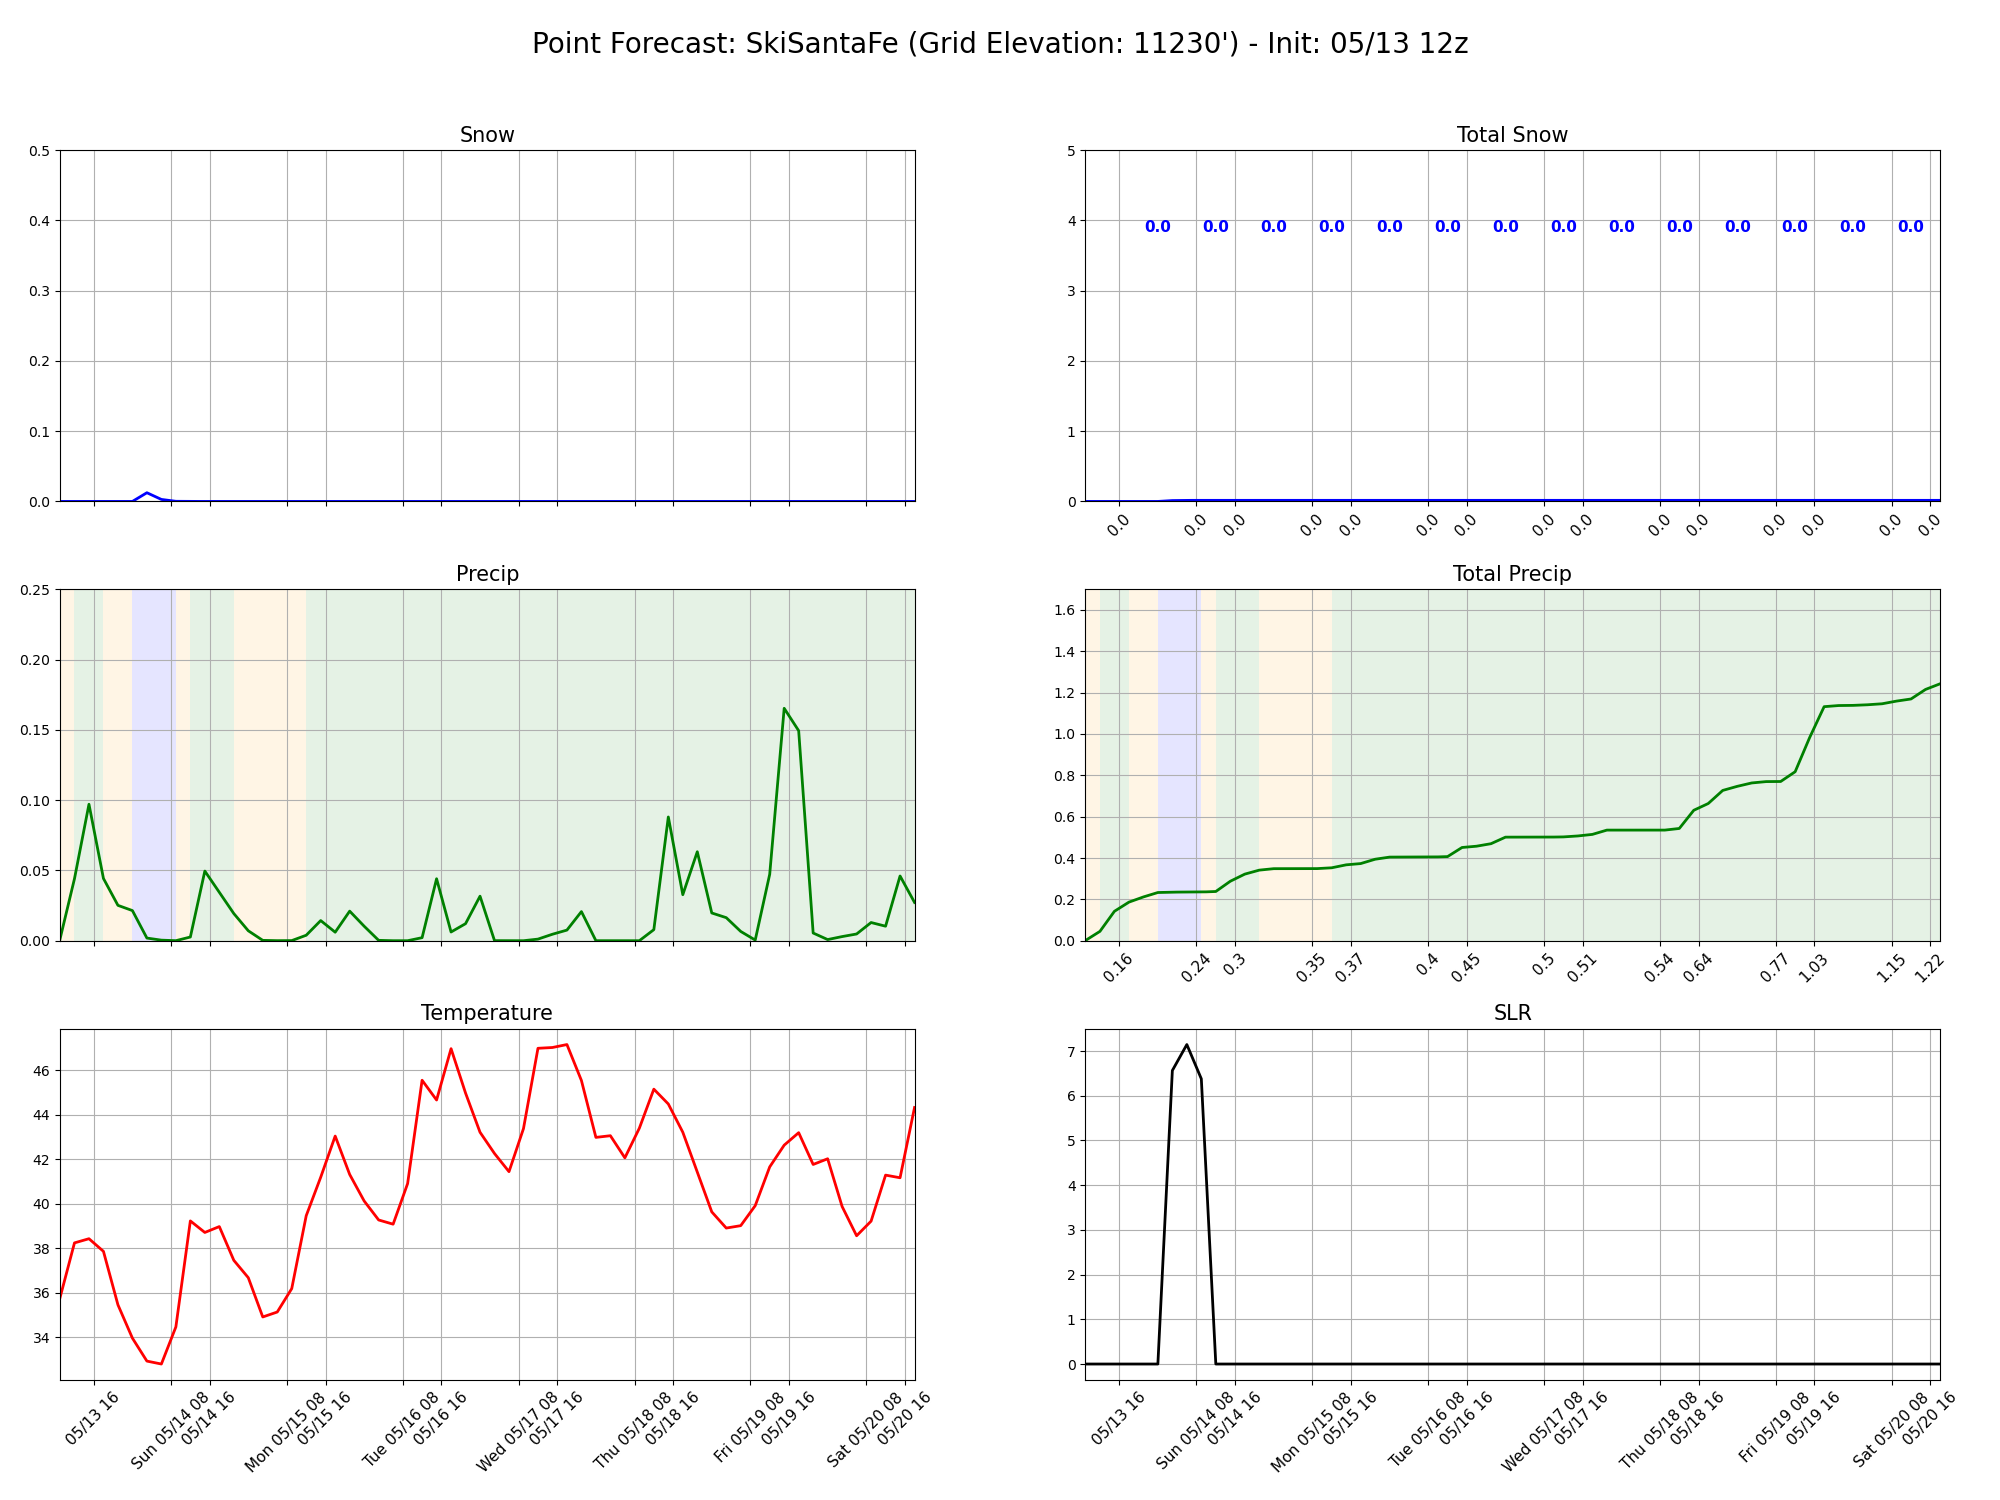 Point Forecast: SkiSantaFe (Grid Elevation: 11230') - Init: 05/13 12z
Snow
0.5
0.4
0.3
0.2
0.1
0.0
Total Snow
5
4
3
2
1
0
0.0 0.0 0.0 0.0 0.0 0.0 0.0 0.0 0.0 0.0 0.0 0.0 0.0 0.0
0.0 0.0 0.0 0.0 0.0 0.0 0.0 0.0 0.0 0.0 0.0 0.0 0.0 0.0 0.0
Precip
0.25
0.20
0.15
0.10
0.05
0.00
Total Precip
1.6
1.4
1.2
1.0
0.8
0.6
0.4
0.2
0.0
0.16 0.24 0.3 0.35 0.37 0.4 0.45 0.5 0.51 0.54 0.64 0.77 1.03 1.15 1.22
Temperature
46
44
42
40
38
36
34
05/13 16
Sun 05/14 08
05/14 16
Mon 05/15 08
05/15 16
Tue 05/16 08
05/16 16
Wed 05/17 08
05/17 16
Thu 05/18 08
05/18 16
Fri 05/19 08
05/19 16
Sat 05/20 08
05/20 16
SLR
7
6
5
4
3
2
1
0
05/13 16
Sun 05/14 08
05/14 16
Mon 05/15 08
05/15 16
Tue 05/16 08
05/16 16
Wed 05/17 08
05/17 16
Thu 05/18 08
05/18 16
Fri 05/19 08
05/19 16
Sat 05/20 08
05/20 16